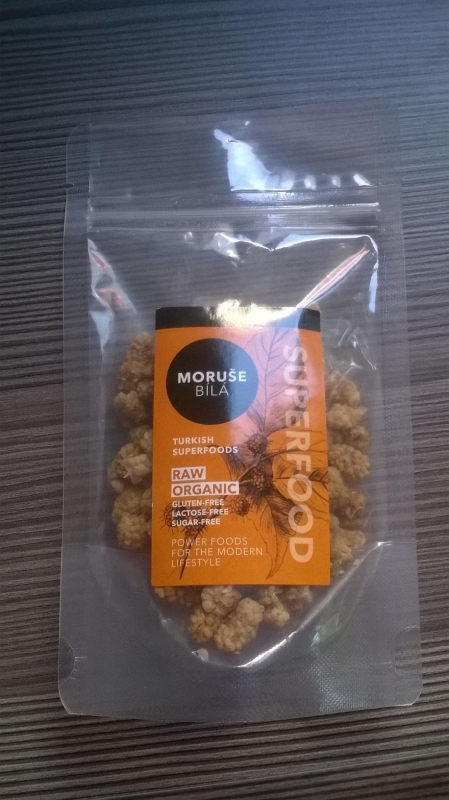 MORUŠE
BÍLÁ
SUPERFOOD
TURKISH
SUPERFOODS
RAW
ORGANIC
GLUTEN-FREE
LACTOSE-FREE
SUGAR-FREE
POWER FOODS
FOR THE MODERN
LIFESTYLE